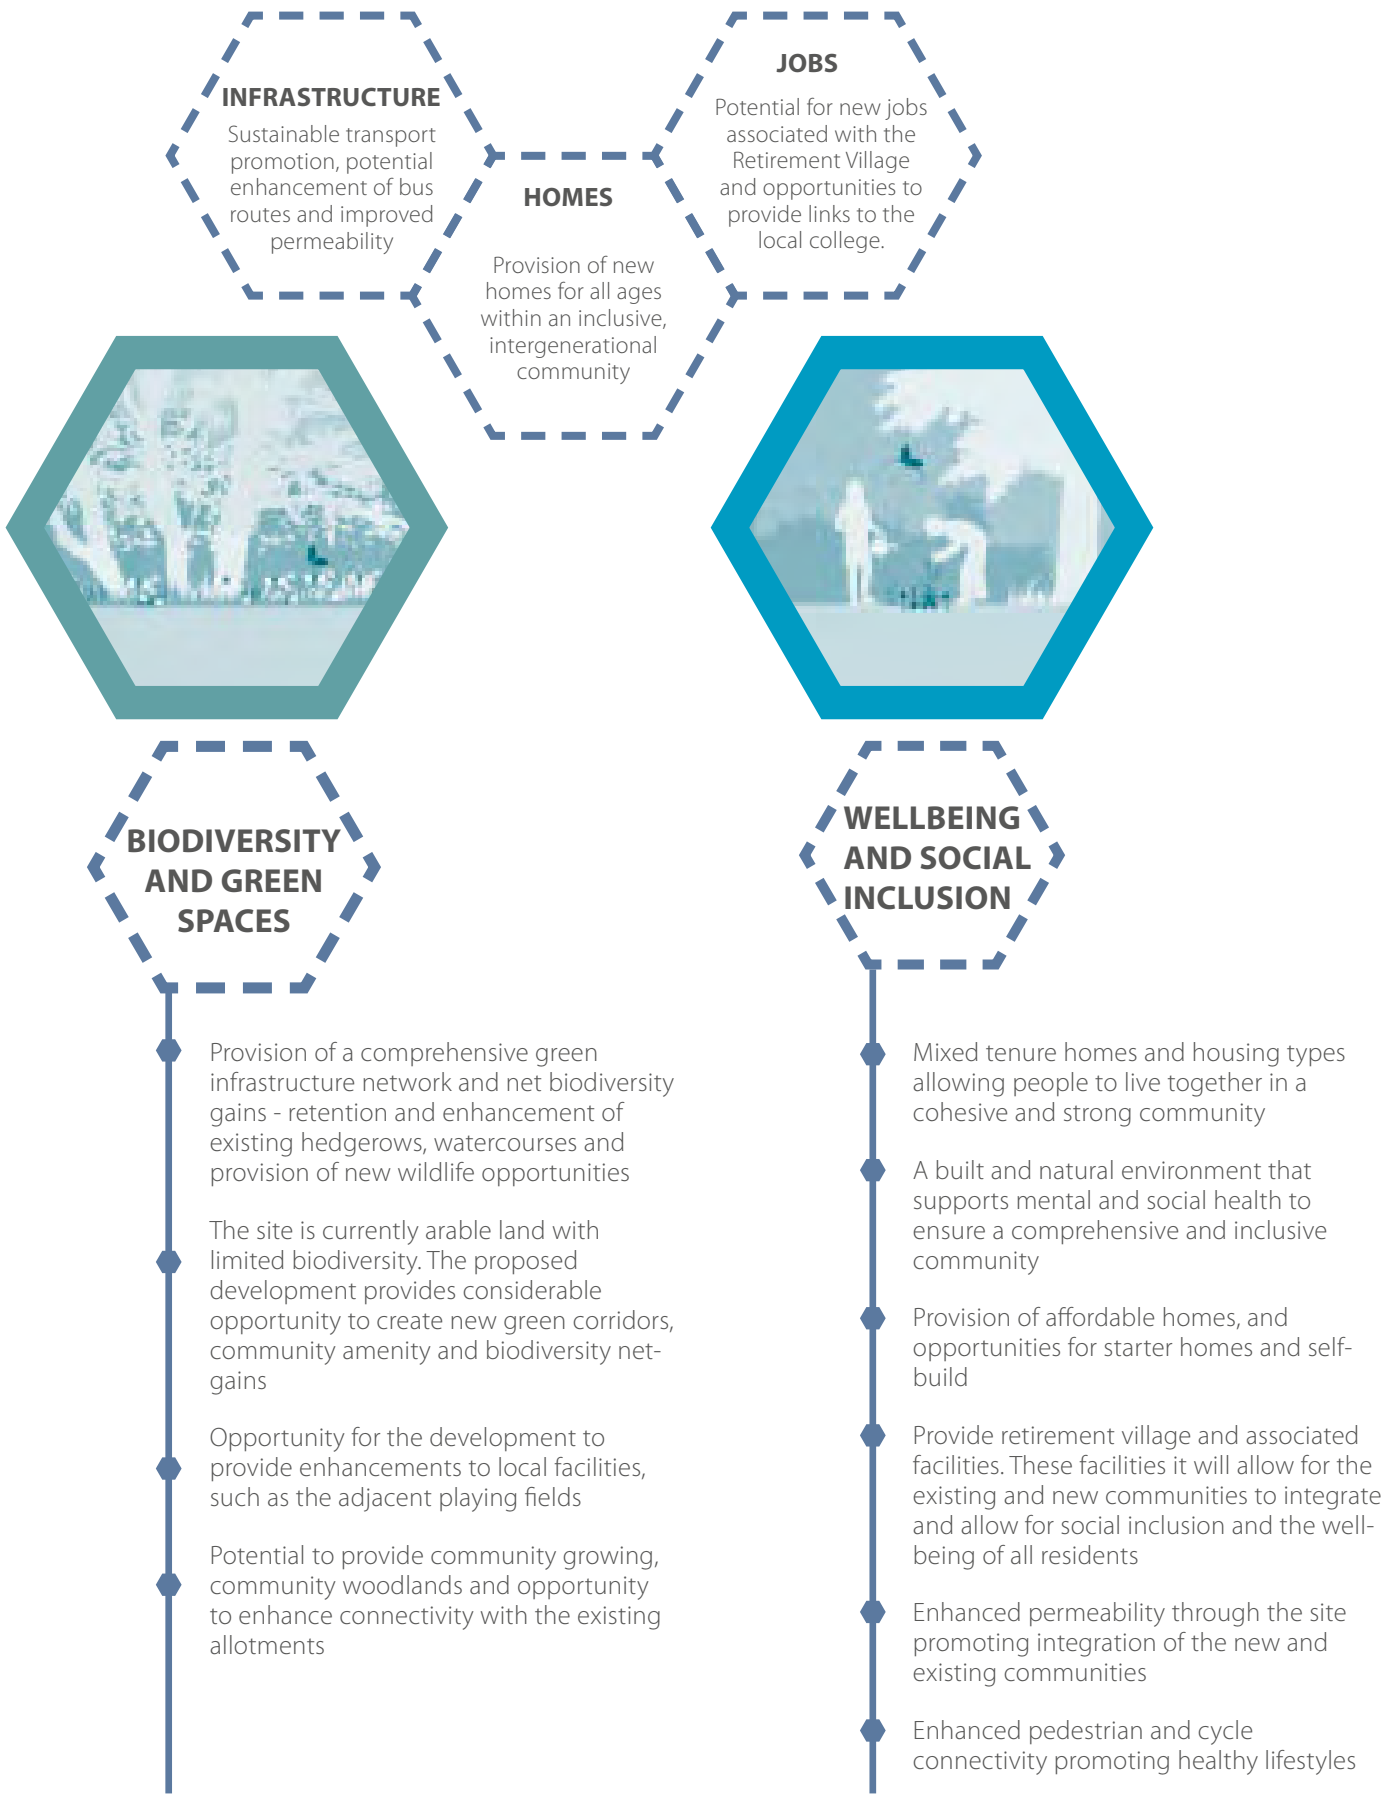 INFRASTRUCTURE
Sustainable transport
promotion, potential
enhancement of bus
routes and improved
permeability
HOMES
Provision of new
homes for all ages
within an inclusive,
intergenerational
community
JOBS
Potential for new jobs
associated with the
Retirement Village
and opportunities to
provide links to the
local college.
BIODIVERSITY
AND GREEN
SPACES
Provision of a comprehensive green
infrastructure network and net biodiversity
gains - retention and enhancement of
existing hedgerows, watercourses and
provision of new wildlife opportunities
The site is currently arable land with
limited biodiversity. The proposed
development provides considerable
opportunity to create new green corridors,
community amenity and biodiversity net-
gains
Opportunity for the development to
provide enhancements to local facilities,
such as the adjacent playing fields
Potential to provide community growing,
community woodlands and opportunity
to enhance connectivity with the existing
allotments
WELLBEING
AND SOCIAL
INCLUSION
Mixed tenure homes and housing types
allowing people to live together in a
cohesive and strong community
A built and natural environment that
supports mental and social health to
ensure a comprehensive and inclusive
community
Provision of affordable homes, and
opportunities for starter homes and self-
build
Provide retirement village and associated
facilities. These facilities it will allow for the
existing and new communities to integrate
and allow for social inclusion and the well-
being of all residents
Enhanced permeability through the site
promoting integration of the new and
existing communities
Enhanced pedestrian and cycle
connectivity promoting healthy lifestyles